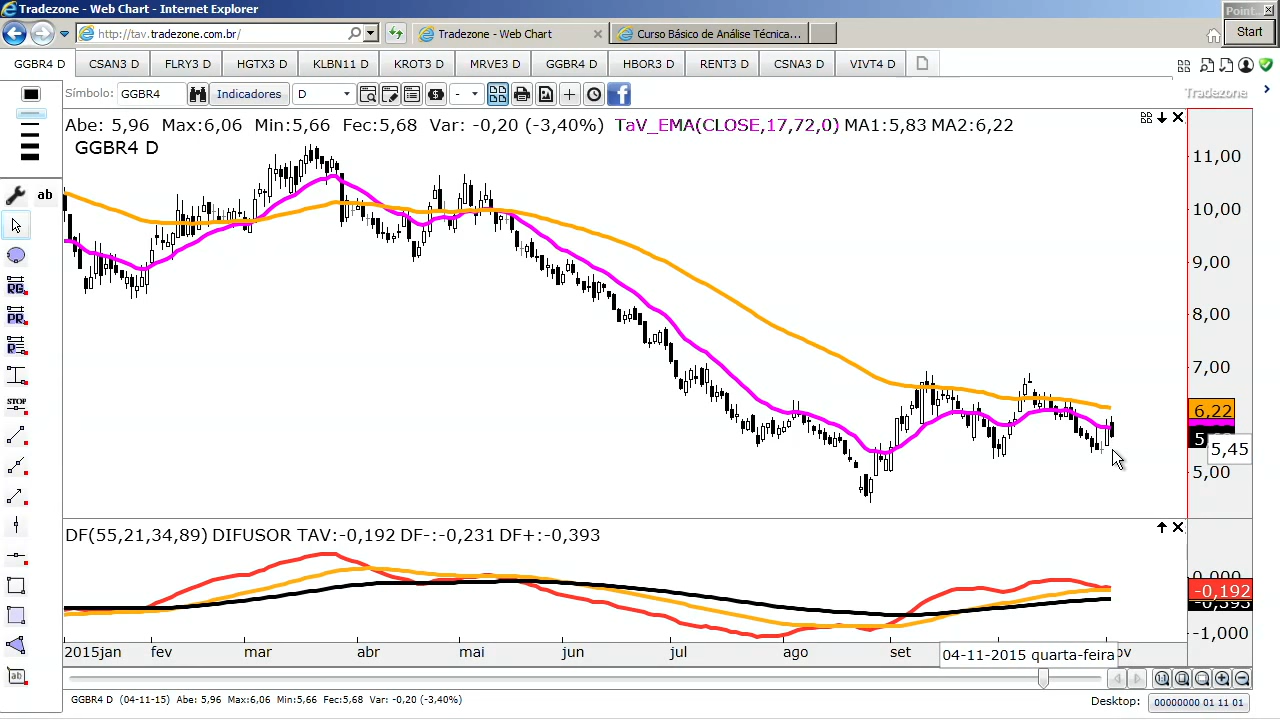 Tradezone - Web Chart - Internet Explorer
Point...
http://tav.tradezone.com.br/
Tradezone - Web Chart
Curso Básico de Análise Técnica...
Start
GGBR4 D CSAN3 D FLRY3 D HGTX3 D KLBN11 D KROT3 D MRVE3 D GGBR4 D HBOR3 D RENT3 D CSNA3 D VIVT4 D
Símbolo: GGBR4 Indicadores D - Tradezone
Abe: 5,96 Max:6,06 Min:5,66 Fec:5,68 Var: -0,20 (-3,40%) TaV_EMA(CLOSE,17,72,0) MA1:5,83 MA2:6,22
GGBR4 D
11,00
ab
10,00
9,00
RG
PR
8,00
P
7,00
STOP
6,22
5,45
5,00
DF(55,21,34,89) DIFUSOR TAV:-0,192 DF-:-0,231 DF+:-0,393
-0,192
-1,000
2015jan fev mar abr mai jun jul ago set
04-11-2015 quarta-feira
ab
GGBR4 D (04-11-15) Abe: 5,96 Max:6,06 Min:5,66 Fec:5,68 Var: -0,20 (-3,40%)
Desktop: 00000000 01 11 01